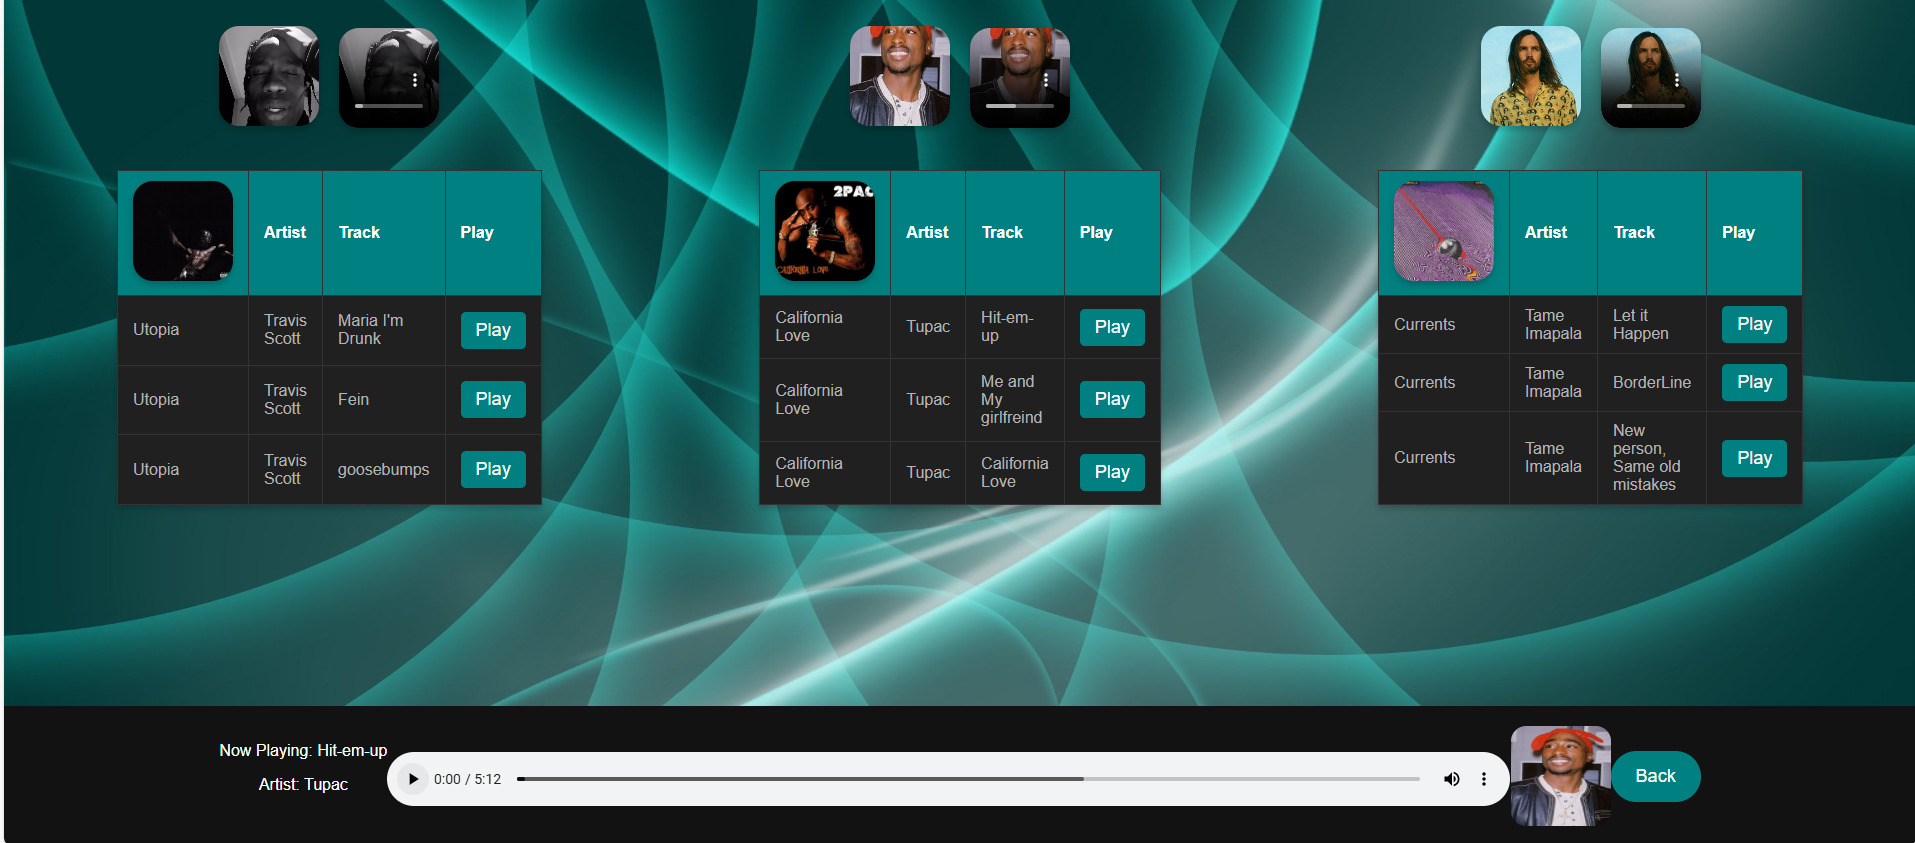 2PAC
CALIFORNIA LOVE
Artist
Track
Play
Utopia
Travis
Scott
Maria I'm
Drunk
Play
Utopia
Travis
Scott
Fein
Play
Utopia
Travis
Scott
goosebumps
Play
Artist
Track
Play
California
Love
Tupac
Hit-em-
up
Play
California
Love
Tupac
Me and
My
girlfreind
Play
California
Love
Tupac
California
Love
Play
Artist
Track
Play
Currents
Tame
Imapala
Let it
Happen
Play
Currents
Tame
Imapala
BorderLine
Play
Currents
Tame
Imapala
New
person,
Same old
mistakes
Play
Now Playing: Hit-em-up
Artist: Tupac
0:00 / 5:12
Back